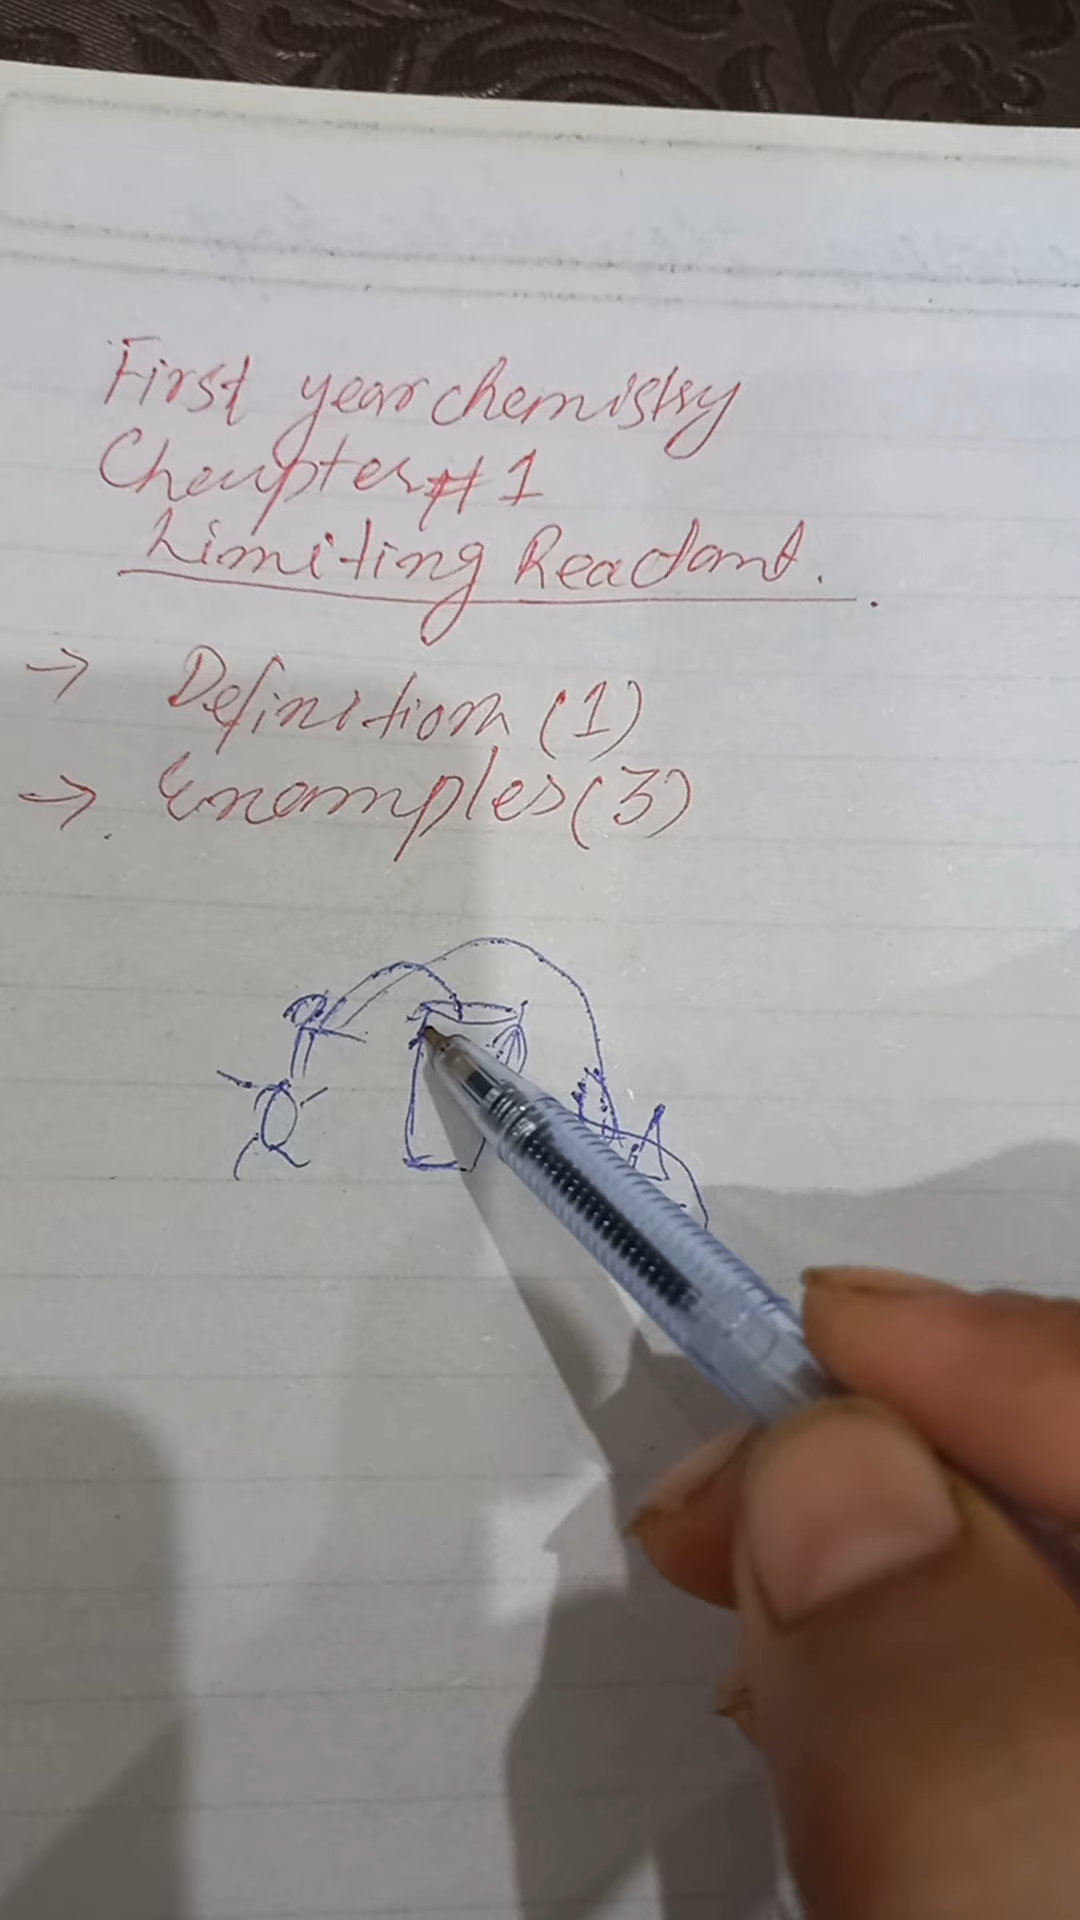 First year chemistry
Chapter # 1
Limiting Reactant.
→ Definition (1)
→ Examples (3)